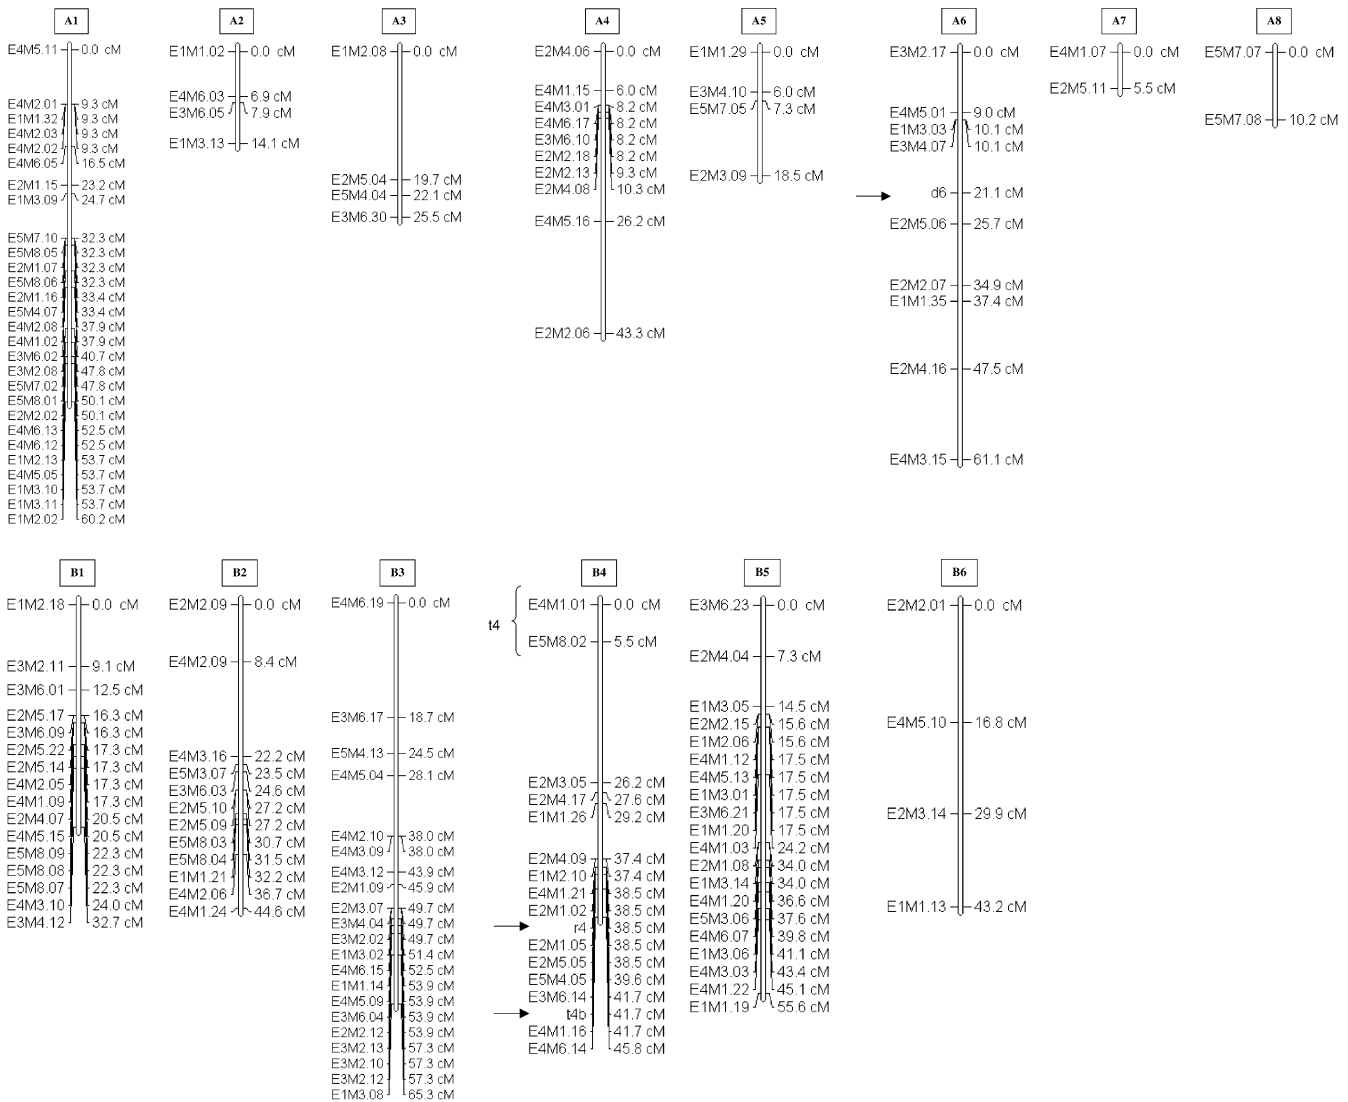 A1
E4M5.11 0.0 cM
E4M2.01 9.3 cM
E1M1.32 9.3 cM
E4M2.03 9.3 cM
E4M2.02 9.3 cM
E4M6.05 16.5 cM
E2M1.15 23.2 cM
E1M3.09 24.7 cM
E5M7.10 32.3 cM
E5M8.05 32.3 cM
E2M1.07 32.3 cM
E5M8.06 32.3 cM
E2M1.16 33.4 cM
E5M4.07 33.4 cM
E4M2.08 37.9 cM
E4M1.02 37.9 cM
E3M6.02 40.7 cM
E3M2.08 47.8 cM
E5M7.02 47.8 cM
E5M8.01 50.1 cM
E2M2.02 50.1 cM
E4M6.13 52.5 cM
E4M6.12 52.5 cM
E1M2.13 53.7 cM
E4M5.05 53.7 cM
E1M3.10 53.7 cM
E1M3.11 53.7 cM
E1M2.02 60.2 cM
A2
E1M1.02 0.0 cM
E4M6.03 6.9 cM
E3M6.05 7.9 cM
E1M3.13 14.1 cM
A3
E1M2.08 0.0 cM
E2M5.04 19.7 cM
E5M4.04 22.1 cM
E3M6.30 25.5 cM
A4
E2M4.06 0.0 cM
E4M1.15 6.0 cM
E4M3.01 8.2 cM
E4M6.17 8.2 cM
E3M6.10 8.2 cM
E2M2.18 8.2 cM
E2M2.13 9.3 cM
E2M4.08 10.3 cM
E4M5.16 26.2 cM
E2M2.06 43.3 cM
A5
E1M1.29 0.0 cM
E3M4.10 6.0 cM
E5M7.05 7.3 cM
E2M3.09 18.5 cM
A6
E3M2.17 0.0 cM
E4M5.01 9.0 cM
E1M3.03 10.1 cM
E3M4.07 10.1 cM
d6 21.1 cM
E2M5.06 25.7 cM
E2M2.07 34.9 cM
E1M1.35 37.4 cM
E2M4.16 47.5 cM
E4M3.15 61.1 cM
A7
E4M1.07 0.0 cM
E2M5.11 5.5 cM
A8
E5M7.07 0.0 cM
E5M7.08 10.2 cM
B1
E1M2.18 0.0 cM
E3M2.11 9.1 cM
E3M6.01 12.5 cM
E2M5.17 16.3 cM
E3M6.09 16.3 cM
E2M5.22 17.3 cM
E2M5.14 17.3 cM
E4M2.05 17.3 cM
E4M1.09 17.3 cM
E2M4.07 20.5 cM
E4M5.15 20.5 cM
E5M8.09 22.3 cM
E5M8.08 22.3 cM
E5M8.07 22.3 cM
E4M3.10 24.0 cM
E3M4.12 32.7 cM
B2
E2M2.09 0.0 cM
E4M2.09 8.4 cM
E4M3.16 22.2 cM
E5M3.07 23.5 cM
E3M6.03 24.6 cM
E2M5.10 27.2 cM
E2M5.09 27.2 cM
E5M8.03 30.7 cM
E5M8.04 31.5 cM
E1M1.21 32.2 cM
E4M2.06 36.7 cM
E4M1.24 44.6 cM
B3
E4M6.19 0.0 cM
E3M6.17 18.7 cM
E5M4.13 24.5 cM
E4M5.04 28.1 cM
E4M2.10 38.0 cM
E4M3.09 38.0 cM
E4M3.12 43.9 cM
E2M1.09 45.9 cM
E2M3.07 49.7 cM
E3M4.04 49.7 cM
E3M2.02 49.7 cM
E1M3.02 51.4 cM
E4M6.15 52.5 cM
E1M1.14 53.9 cM
E4M5.09 53.9 cM
E3M6.04 53.9 cM
E2M2.12 53.9 cM
E3M2.13 57.3 cM
E3M2.10 57.3 cM
E3M2.12 57.3 cM
E1M3.08 65.3 cM
B4
t4
E4M1.01 0.0 cM
E5M8.02 5.5 cM
E2M3.05 26.2 cM
E2M4.17 27.6 cM
E1M1.26 29.2 cM
E2M4.09 37.4 cM
E1M2.10 37.4 cM
E4M1.21 38.5 cM
E2M1.02 38.5 cM
r4 38.5 cM
E2M1.05 38.5 cM
E2M5.05 38.5 cM
E5M4.05 39.6 cM
E3M6.14 41.7 cM
t4b 41.7 cM
E4M1.16 41.7 cM
E4M6.14 45.8 cM
B5
E3M6.23 0.0 cM
E2M4.04 7.3 cM
E1M3.05 14.5 cM
E2M2.15 15.6 cM
E1M2.06 15.6 cM
E4M1.12 17.5 cM
E4M5.13 17.5 cM
E1M3.01 17.5 cM
E3M6.21 17.5 cM
E1M1.20 17.5 cM
E4M1.03 24.2 cM
E2M1.08 34.0 cM
E1M3.14 34.0 cM
E4M1.20 36.6 cM
E5M3.06 37.6 cM
E4M6.07 39.8 cM
E1M3.06 41.1 cM
E4M3.03 43.4 cM
E4M1.22 45.1 cM
E1M1.19 55.6 cM
B6
E2M2.01 0.0 cM
E4M5.10 16.8 cM
E2M3.14 29.9 cM
E1M1.13 43.2 cM